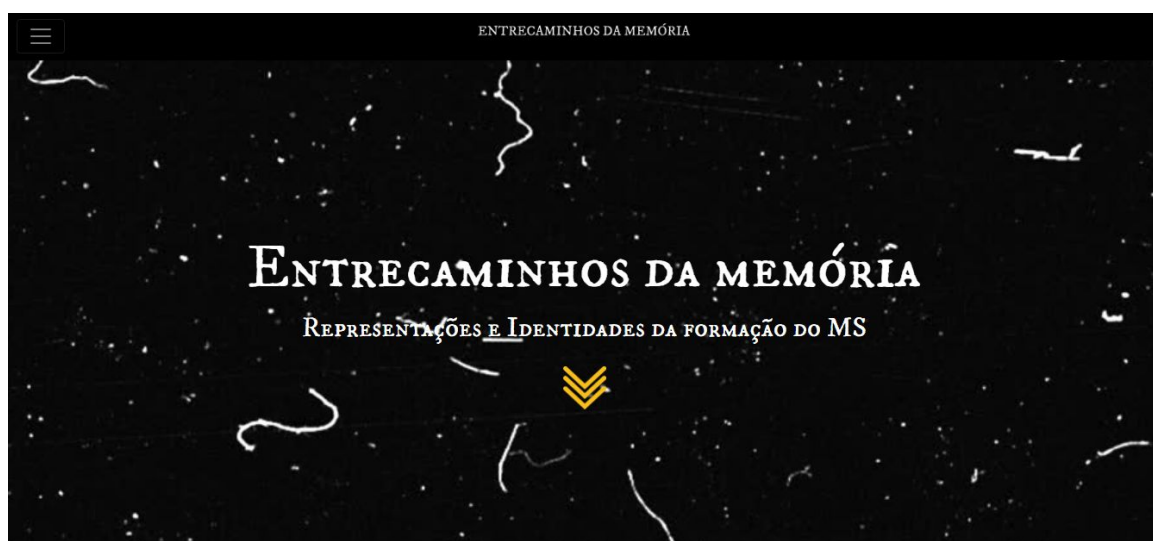 ENTRECAMINHOS DA MEMÓRIA
Entrecaminhos da memória
Representações e Identidades da formação do MS